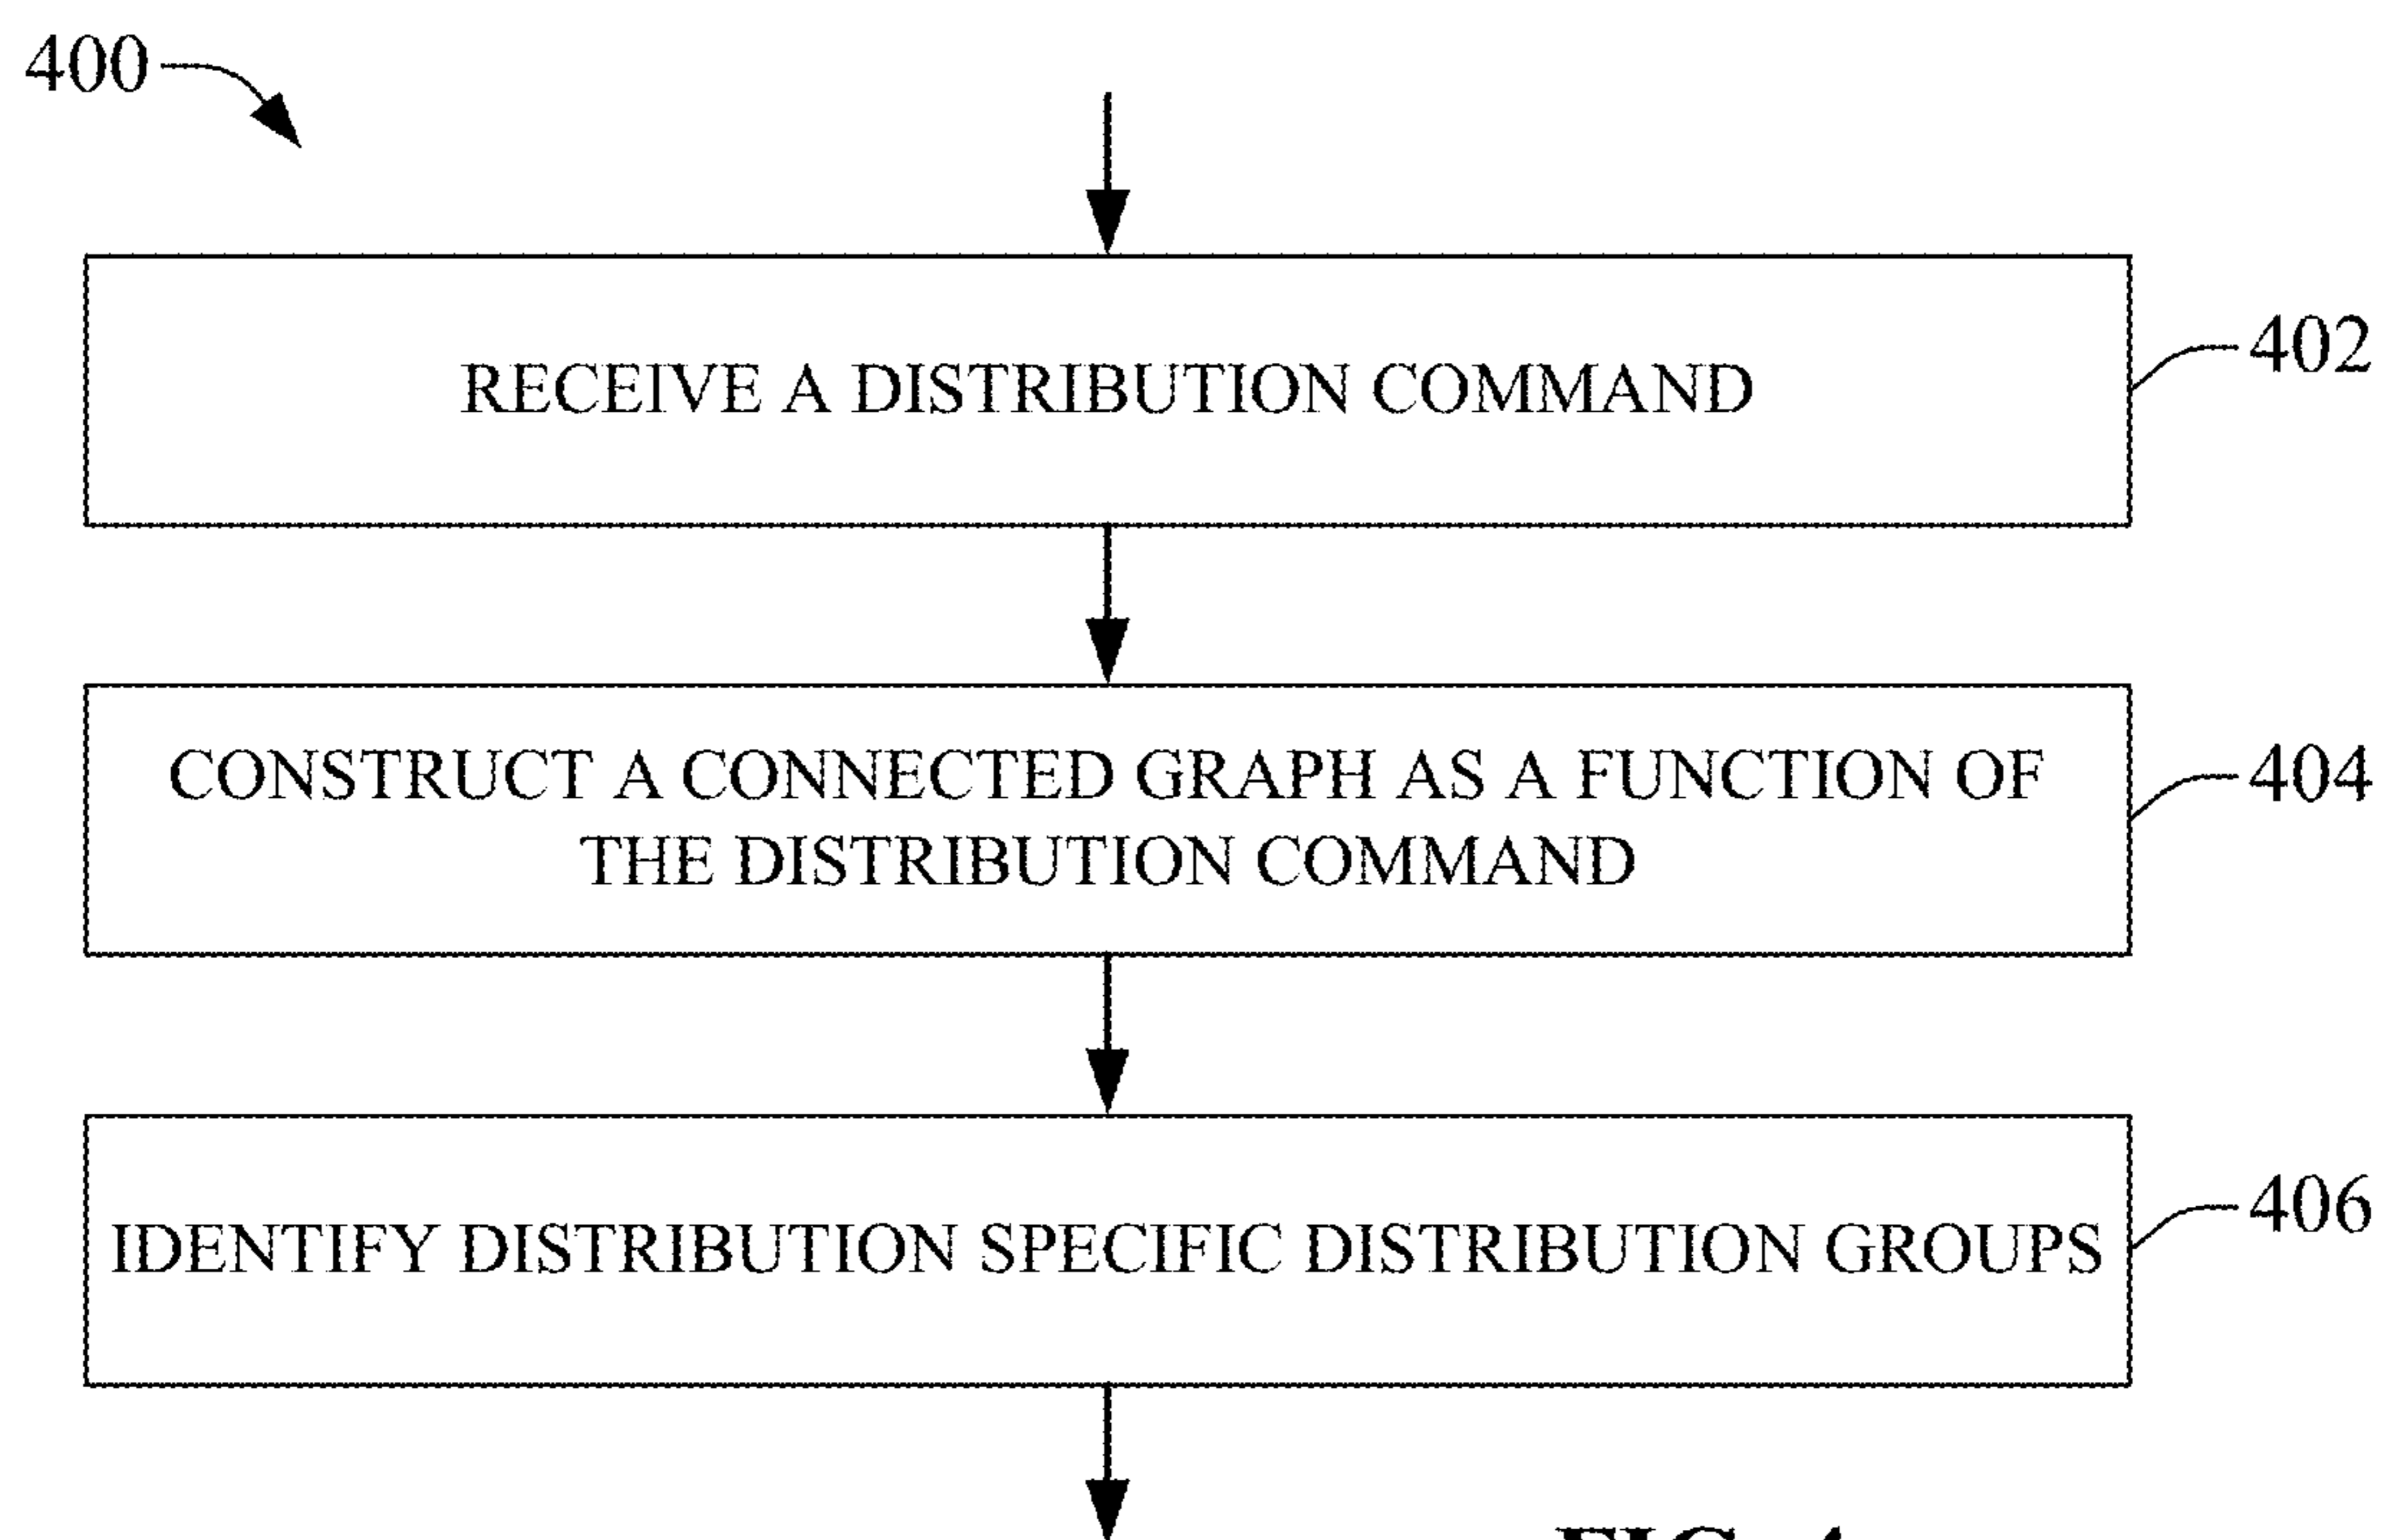 400
RECEIVE A DISTRIBUTION COMMAND
402
CONSTRUCT A CONNECTED GRAPH AS A FUNCTION OF
THE DISTRIBUTION COMMAND
404
IDENTIFY DISTRIBUTION SPECIFIC DISTRIBUTION GROUPS
406